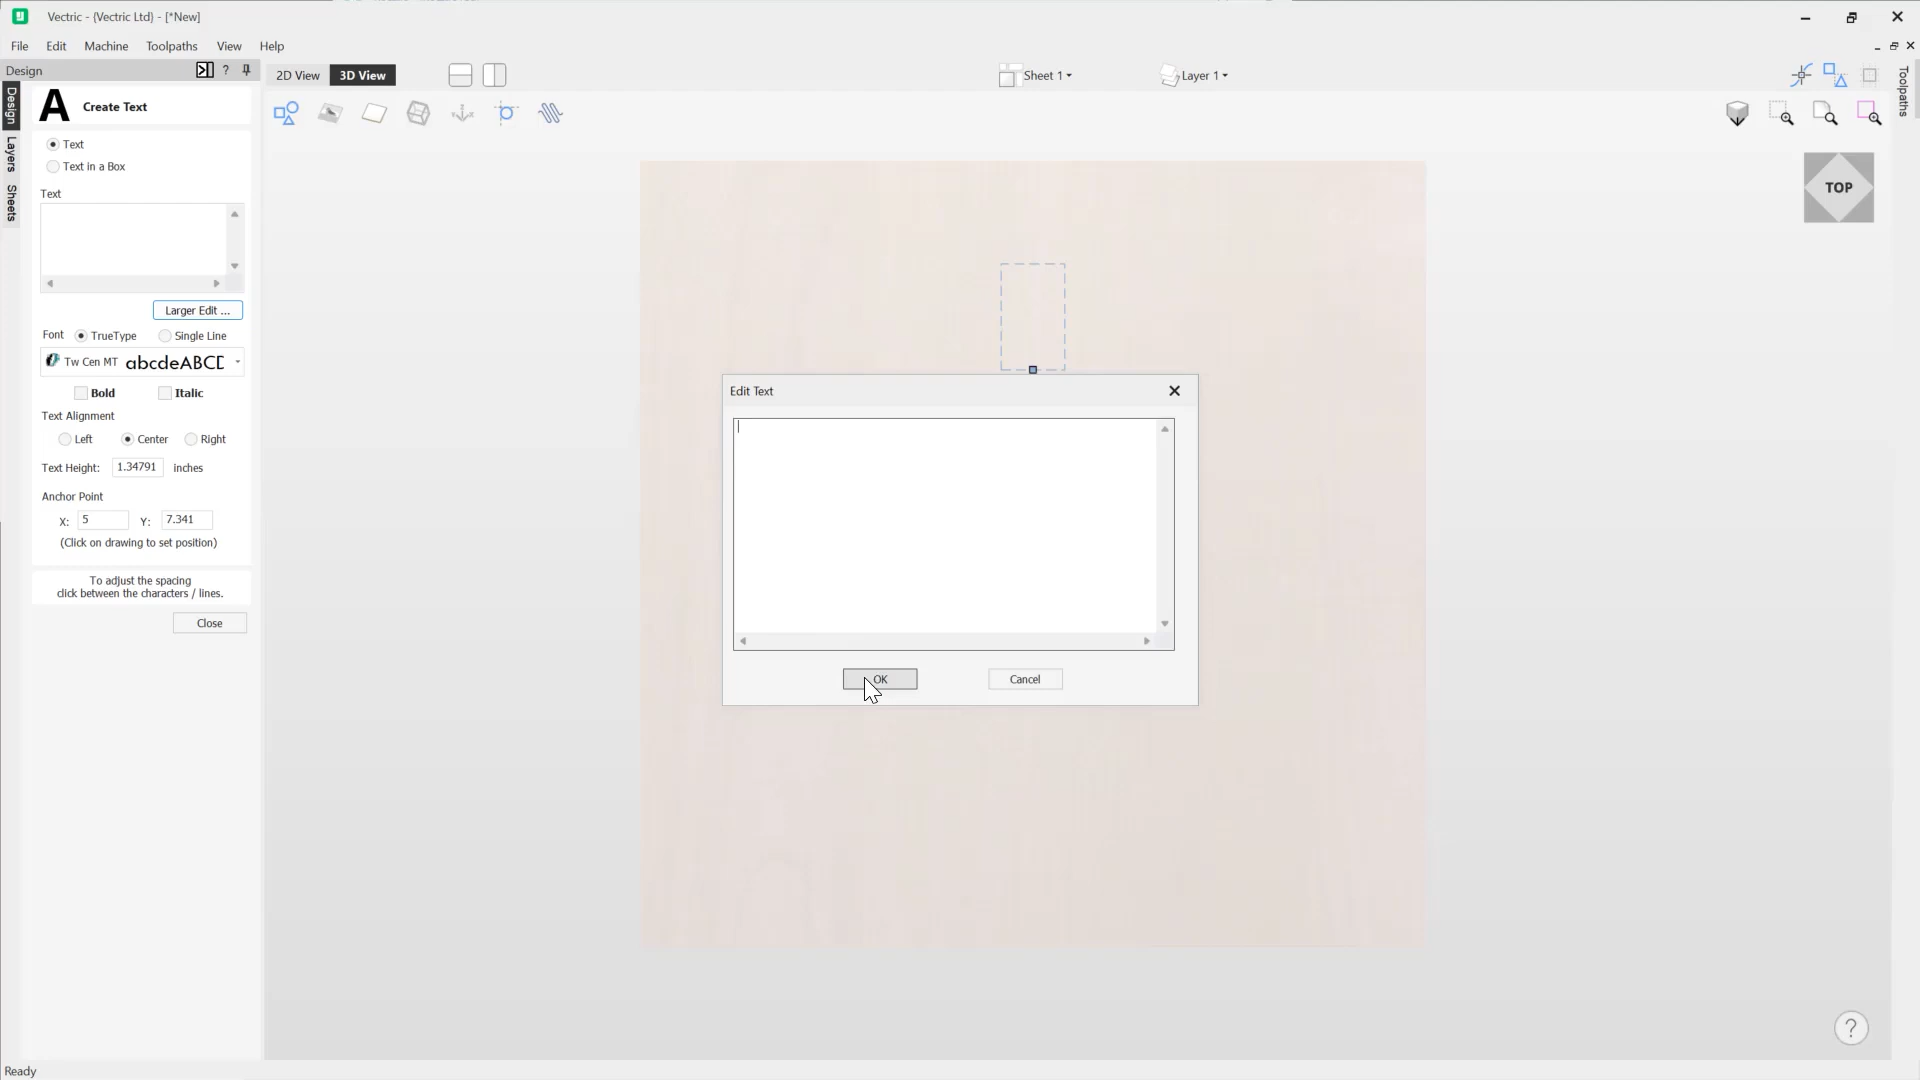 Vectric - {Vectric Ltd} - [*New]
File Edit Machine Toolpaths View Help
Design ?
2D View 3D View Sheet 1 Layer 1
Design
Layers
Sheets
Toolpaths
A Create Text
Text
Text in a Box
Text
Larger Edit ...
Font TrueType Single Line
Tw Cen MT abcdeABCD
Bold Italic
Text Alignment
Left Center Right
Text Height: 1.34791 inches
Anchor Point
X: 5 Y: 7.341
(Click on drawing to set position)
To adjust the spacing
click between the characters / lines.
Close
TOP
Edit Text
OK Cancel
?
Ready